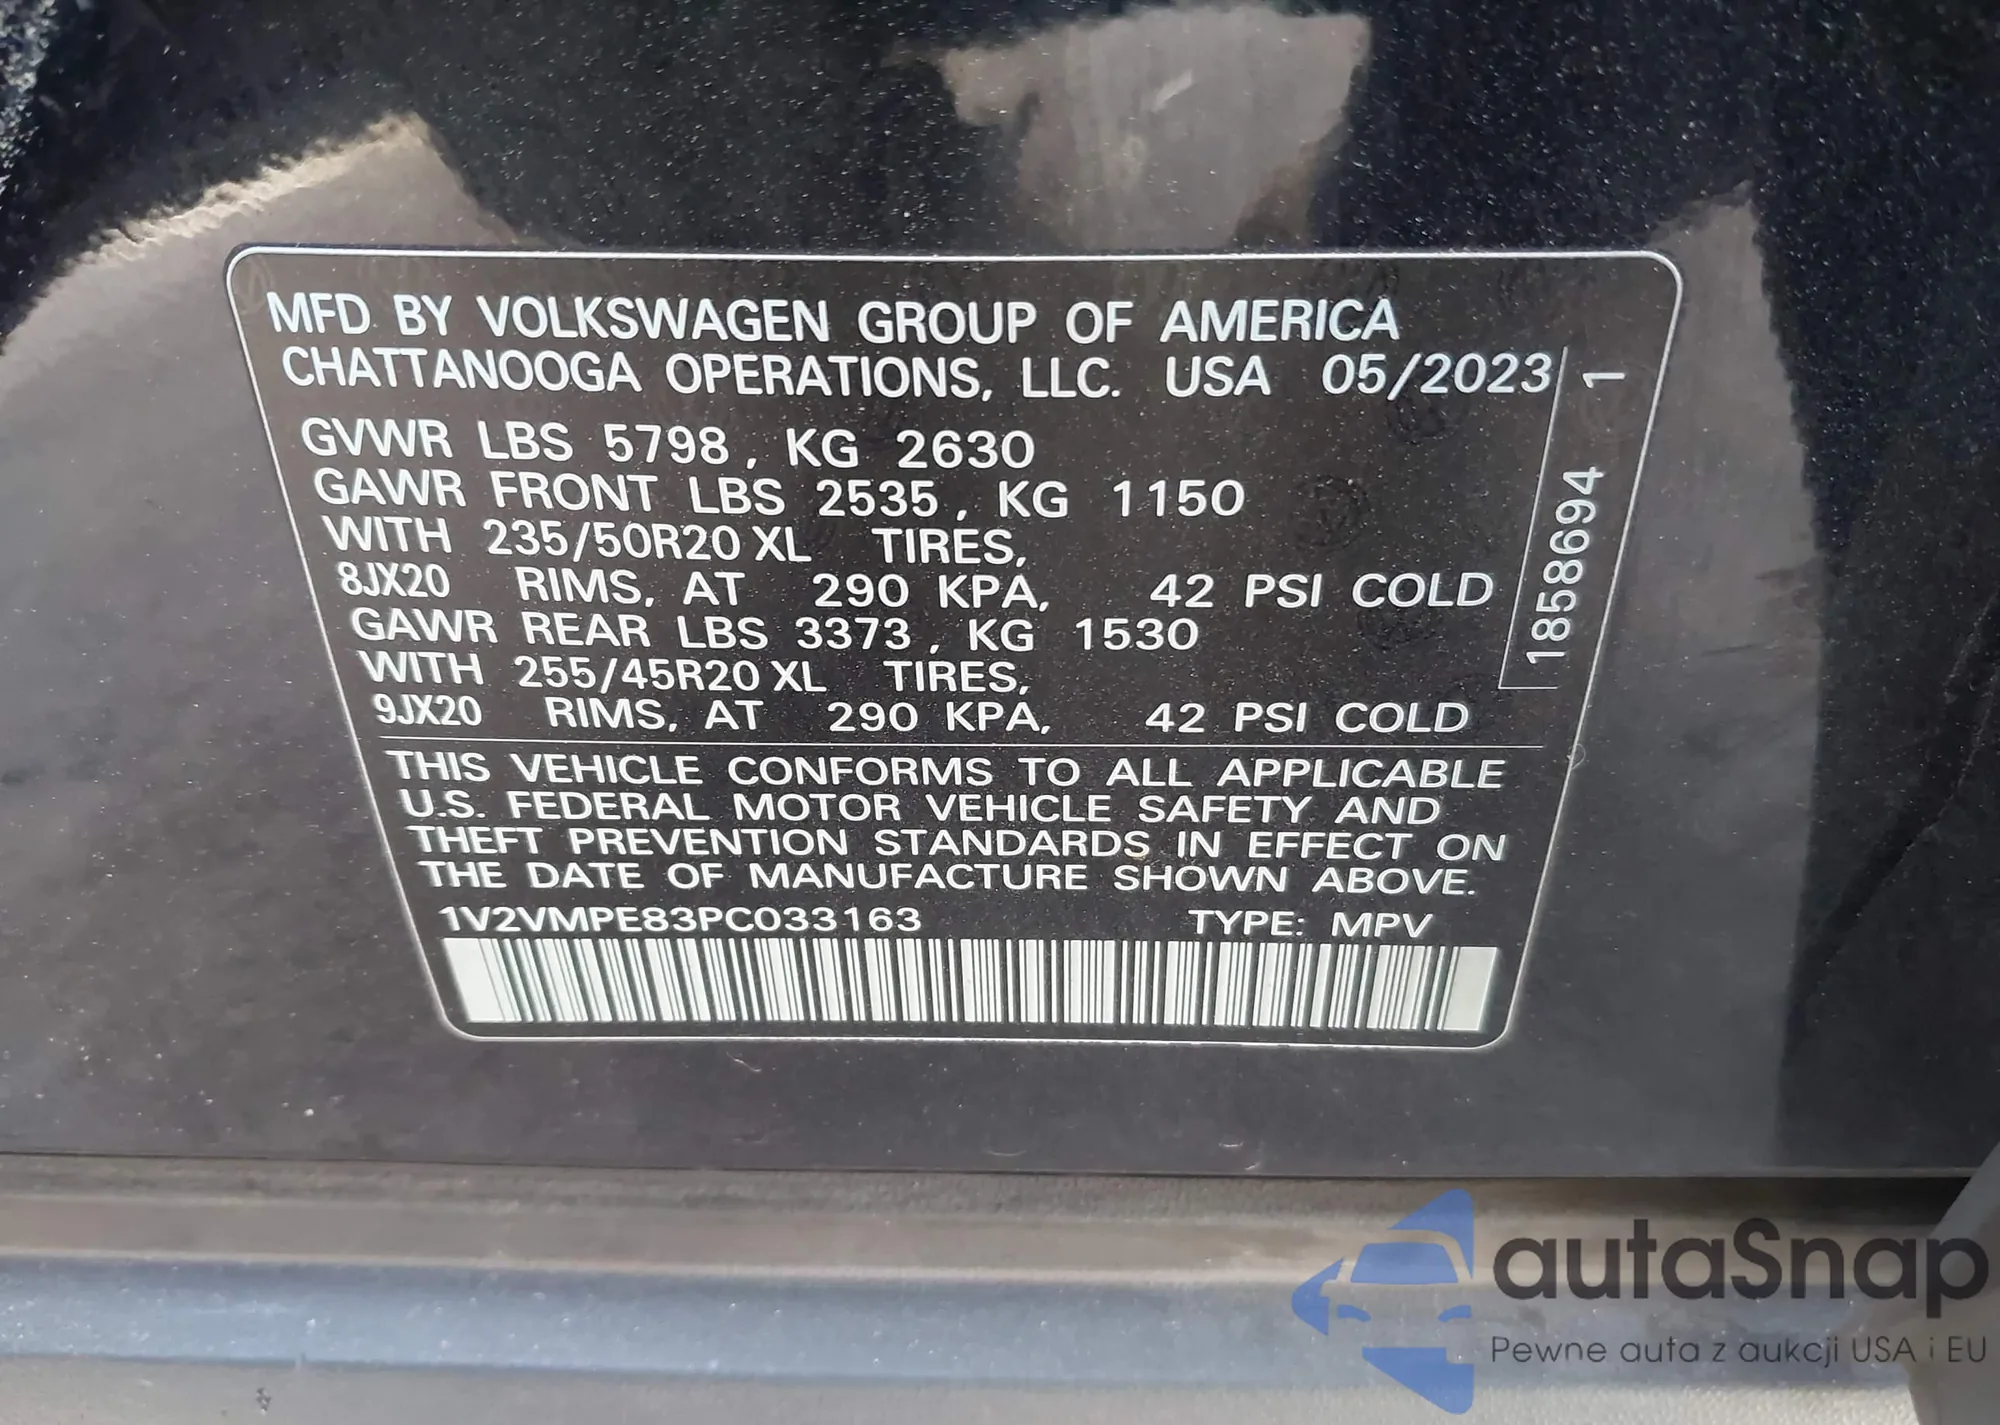 MFD. BY VOLKSWAGEN GROUP OF AMERICA
CHATTANOOGA OPERATIONS, LLC. USA 05/2023
GVWR LBS 5798, KG 2630
GAWR FRONT LBS 2535, KG 1150
WITH 235/50R20 XL TIRES,
8JX20 RIMS, AT 290 KPA, 42 PSI COLD
GAWR REAR LBS 3373, KG 1530
WITH 255/45R20 XL TIRES,
9JX20 RIMS, AT 290 KPA, 42 PSI COLD
1858694 1
THIS VEHICLE CONFORMS TO ALL APPLICABLE
U.S. FEDERAL MOTOR VEHICLE SAFETY AND
THEFT PREVENTION STANDARDS IN EFFECT ON
THE DATE OF MANUFACTURE SHOWN ABOVE.
1V2VMPE83PC033163 TYPE: MPV
autaSnap
Pewne auta z aukcji USA i EU